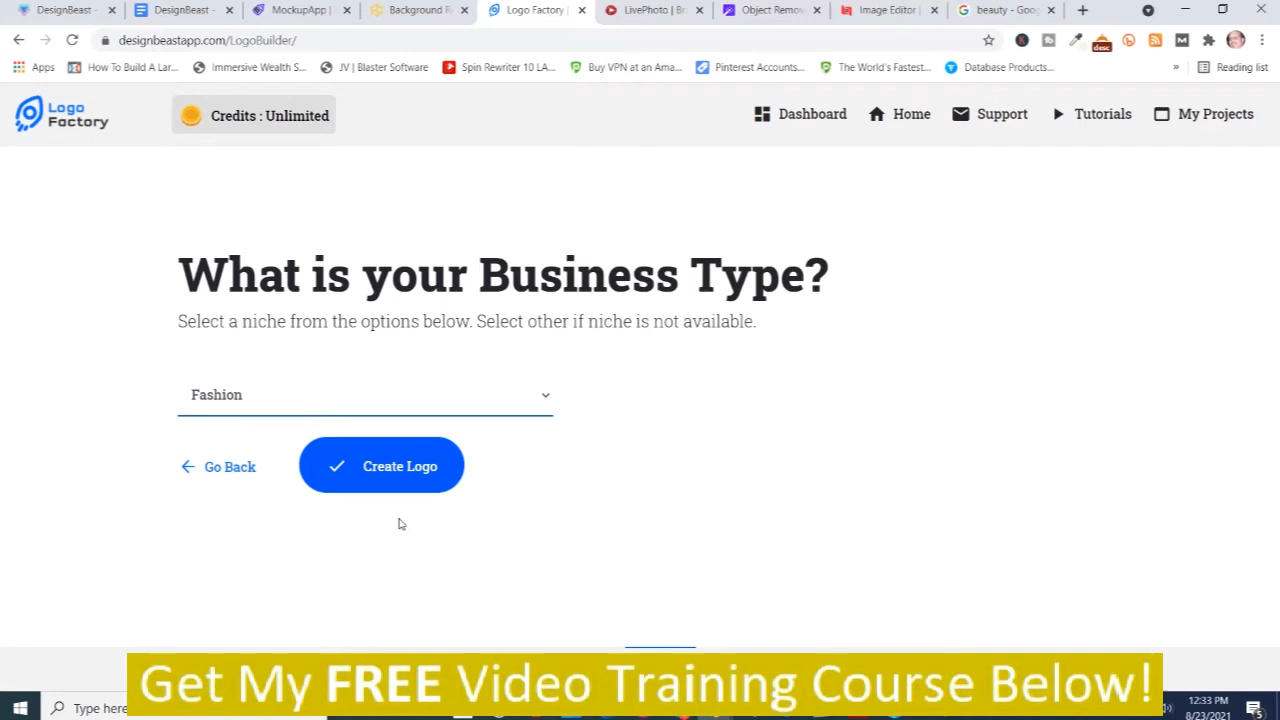 DesignBeast -
DesignBeast -
MockupApp |
Background R
Logo Factory |
LivePhoto | Br
Object Remov
Image Editor |
beauty - Goog
designbeastapp.com/LogoBuilder/
desc
Apps
How To Build A Lar...
Immersive Wealth S...
JV | Blaster Software
Spin Rewriter 10 LA...
Buy VPN at an Ama...
Pinterest Accounts...
The World's Fastest...
Database Products...
»
Reading list
Logo
Factory
Credits : Unlimited
Dashboard
Home
Support
Tutorials
My Projects
What is your Business Type?
Select a niche from the options below. Select other if niche is not available.
Fashion
Go Back
Create Logo
Get My FREE Video Training Course Below!
Type here
12:33 PM
8/23/2021
5